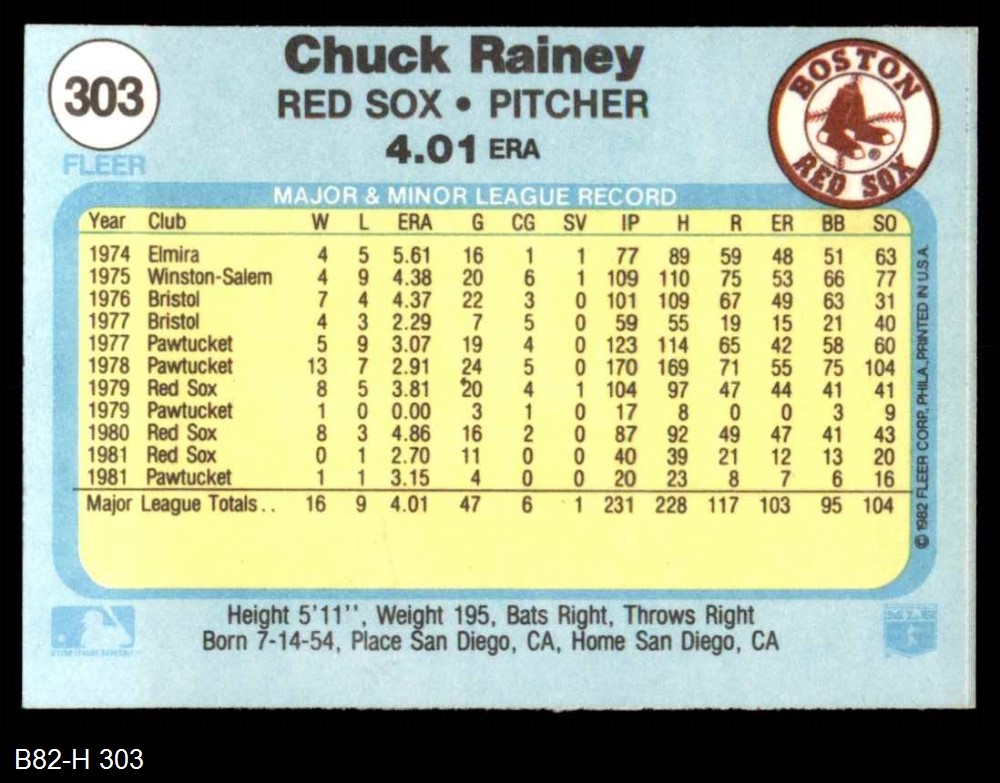 303
FLEER
Chuck Rainey
RED SOX • PITCHER
4.01 ERA
BOSTON
RED SOX
®
MAJOR & MINOR LEAGUE RECORD
Year Club W L ERA G CG SV IP H R ER BB SO
1974 Elmira 4 5 5.61 16 1 1 77 89 59 48 51 63
1975 Winston-Salem 4 9 4.38 20 6 1 109 110 75 53 66 77
1976 Bristol 7 4 4.37 22 3 0 101 109 67 49 63 31
1977 Bristol 4 3 2.29 7 5 0 59 55 19 15 21 40
1977 Pawtucket 5 9 3.07 19 4 0 123 114 65 42 58 60
1978 Pawtucket 13 7 2.91 24 5 0 170 169 71 55 75 104
1979 Red Sox 8 5 3.81 20 4 1 104 97 47 44 41 41
1979 Pawtucket 1 0 0.00 3 1 0 17 8 0 0 3 9
1980 Red Sox 8 3 4.86 16 2 0 87 92 49 47 41 43
1981 Red Sox 0 1 2.70 11 0 0 40 39 21 12 13 20
1981 Pawtucket 1 1 3.15 4 0 0 20 23 8 7 6 16
Major League Totals . . 16 9 4.01 47 6 1 231 228 117 103 95 104
© 1982 FLEER CORP., PHILA., PRINTED IN U.S.A.
Height 5'11'', Weight 195, Bats Right, Throws Right
Born 7-14-54, Place San Diego, CA, Home San Diego, CA
B82-H 303